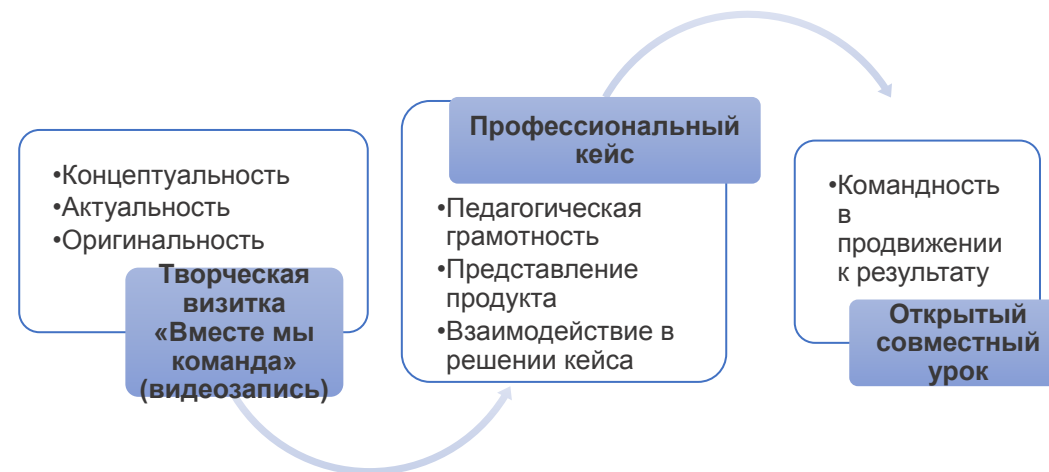 •Концептуальность
•Актуальность
•Оригинальность
Творческая
визитка
«Вместе мы
команда»
(видеозапись)
Профессиональный
кейс
•Педагогическая
грамотность
•Представление
продукта
•Взаимодействие в
решении кейса
•Командность
в
продвижении
к результату
Открытый
совместный
урок